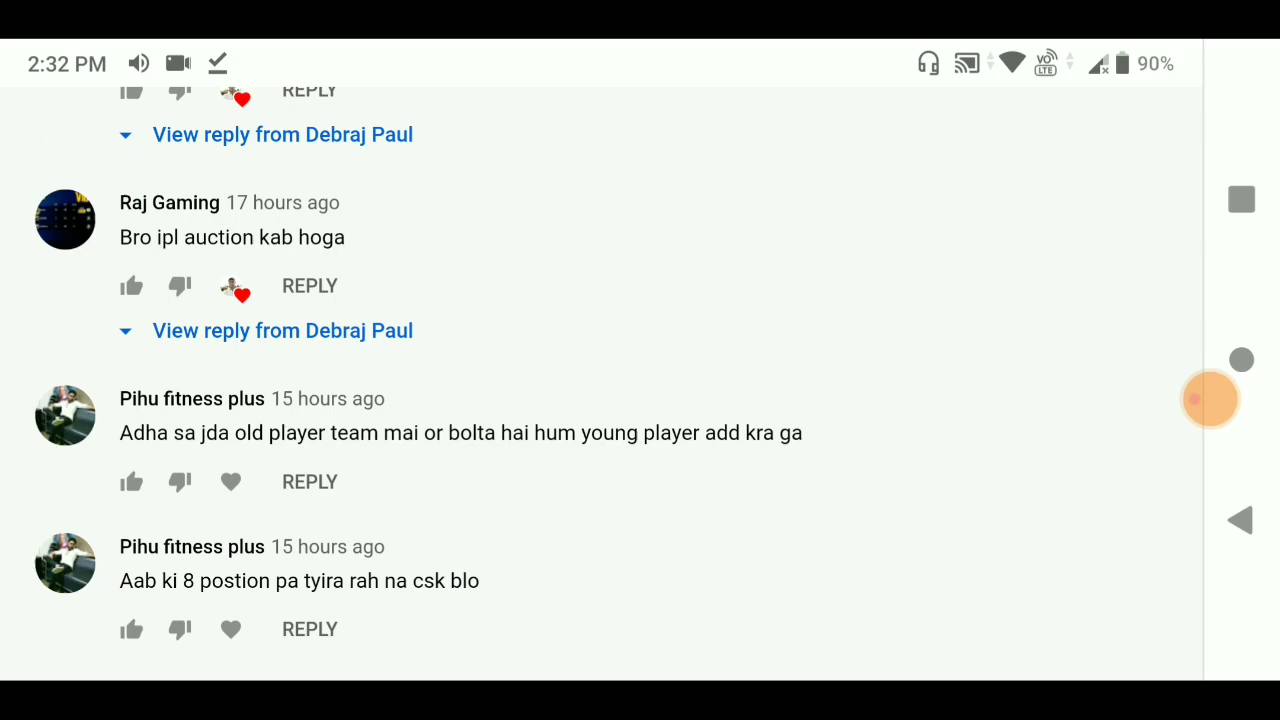 2:32 PM
VO LTE
90%
REPLY
View reply from Debraj Paul
Raj Gaming 17 hours ago
Bro ipl auction kab hoga
REPLY
View reply from Debraj Paul
Pihu fitness plus 15 hours ago
Adha sa jda old player team mai or bolta hai hum young player add kra ga
REPLY
Pihu fitness plus 15 hours ago
Aab ki 8 postion pa tyira rah na csk blo
REPLY